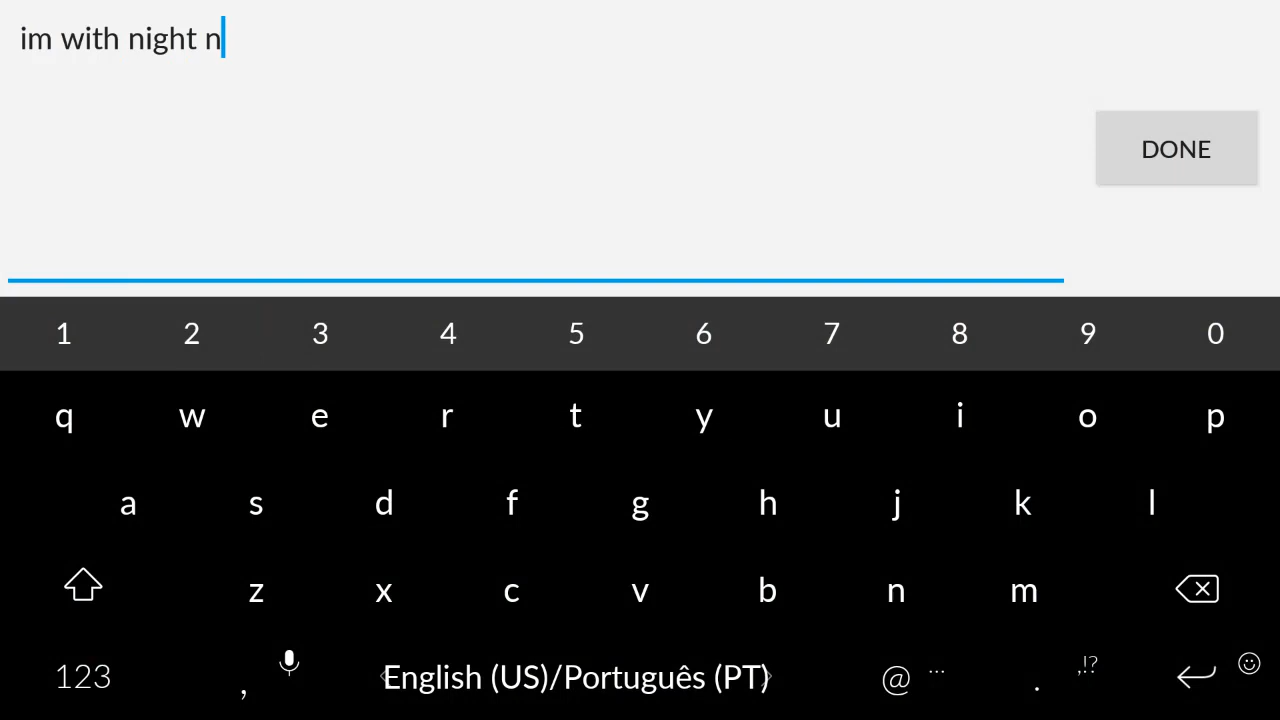 im with night n
DONE
1 2 3 4 5 6 7 8 9 0
q w e r t y u i o p
a s d f g h j k l
z x c v b n m
123 , English (US)/Português (PT) @ ... . ,!?